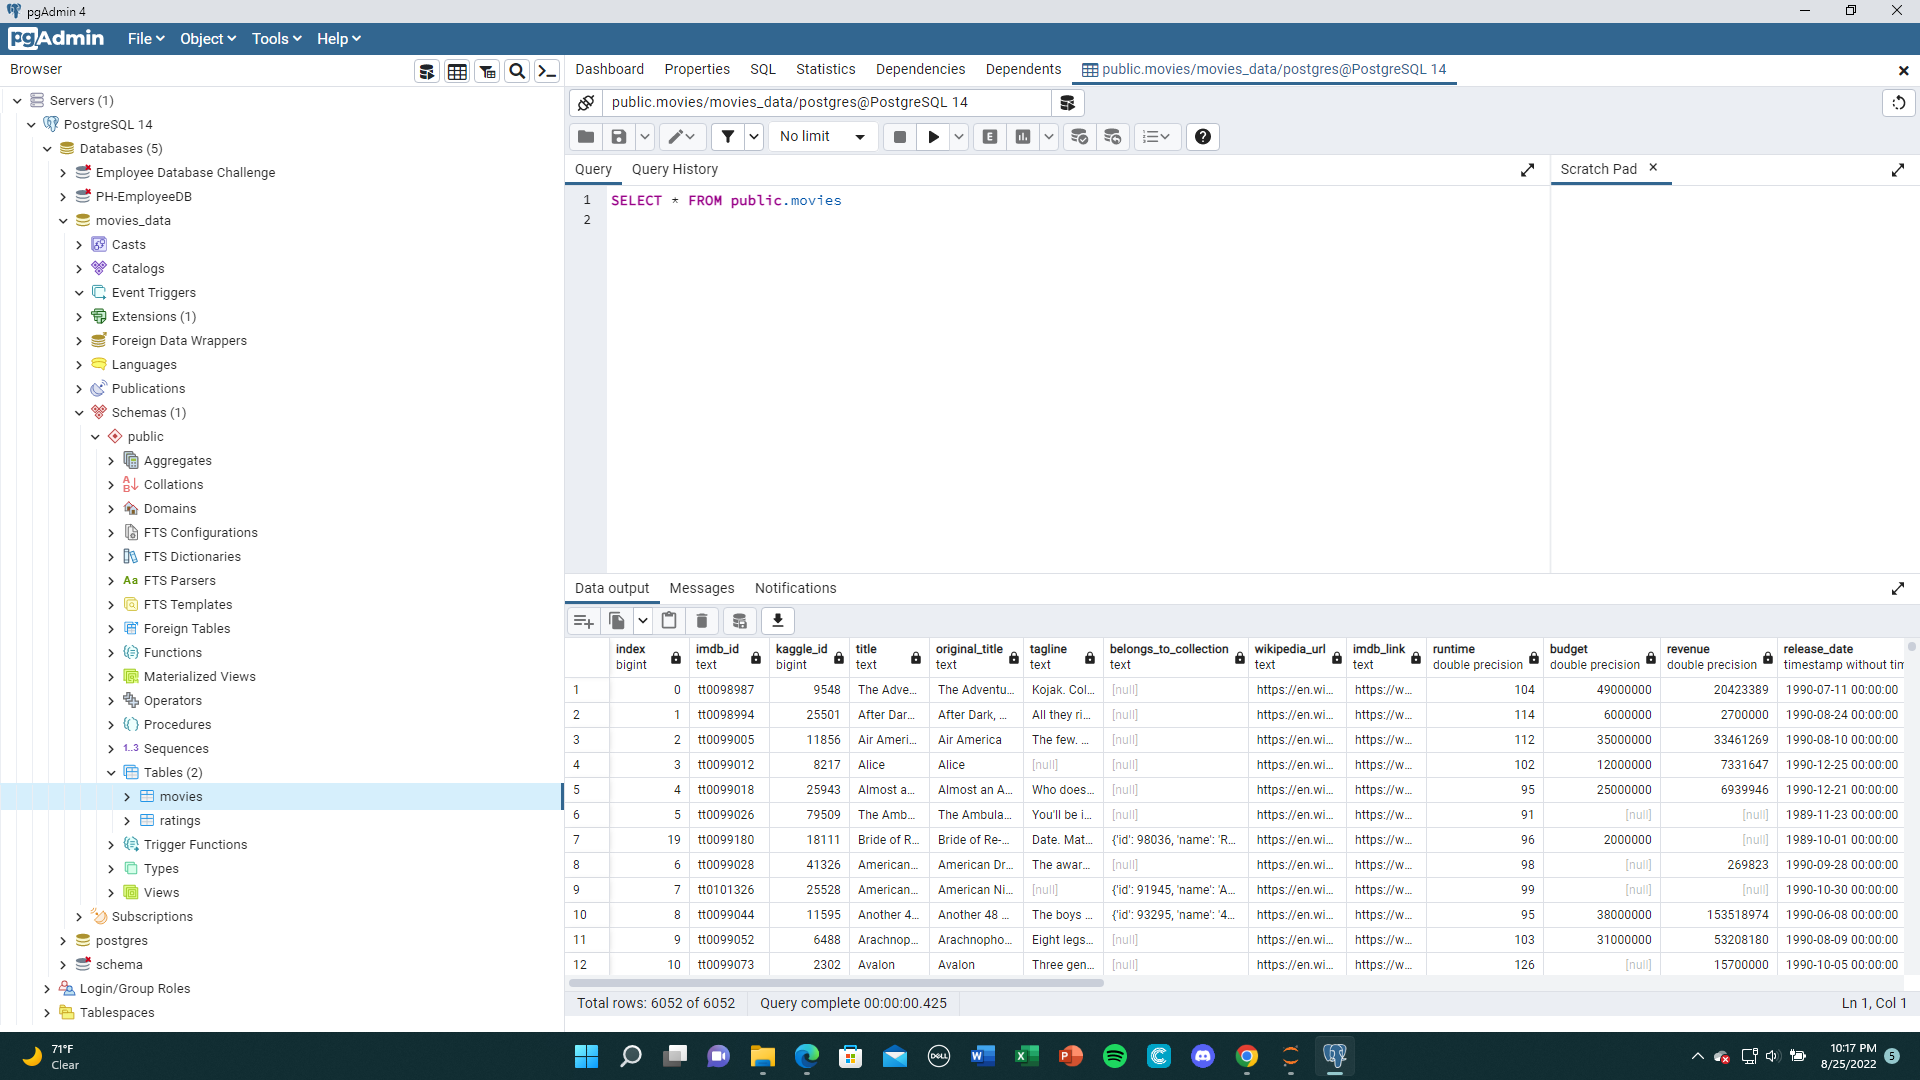 pgAdmin 4
pgAdmin File Object Tools Help
Browser
Dashboard Properties SQL Statistics Dependencies Dependents public.movies/movies_data/postgres@PostgreSQL 14
Servers (1)
PostgreSQL 14
Databases (5)
Employee Database Challenge
PH-EmployeeDB
movies_data
Casts
Catalogs
Event Triggers
Extensions (1)
Foreign Data Wrappers
Languages
Publications
Schemas (1)
public
Aggregates
Collations
Domains
FTS Configurations
FTS Dictionaries
Aa FTS Parsers
FTS Templates
Foreign Tables
Functions
Materialized Views
Operators
Procedures
1..3 Sequences
Tables (2)
movies
ratings
Trigger Functions
Types
Views
Subscriptions
postgres
schema
Login/Group Roles
Tablespaces
public.movies/movies_data/postgres@PostgreSQL 14
No limit
E
Query Query History
Scratch Pad
1 SELECT * FROM public.movies
2
Data output Messages Notifications
index imdb_id kaggle_id title original_title tagline belongs_to_collection wikipedia_url imdb_link runtime budget revenue release_date
bigint text bigint text text text text text text double precision double precision double precision timestamp without tim
1 0 tt0098987 9548 The Adve... The Adventu... Kojak. Col... [null] https://en.wi... https://w... 104 49000000 20423389 1990-07-11 00:00:00
2 1 tt0098994 25501 After Dar... After Dark, ... All they ri... [null] https://en.wi... https://w... 114 6000000 2700000 1990-08-24 00:00:00
3 2 tt0099005 11856 Air Ameri... Air America The few. ... [null] https://en.wi... https://w... 112 35000000 33461269 1990-08-10 00:00:00
4 3 tt0099012 8217 Alice Alice [null] [null] https://en.wi... https://w... 102 12000000 7331647 1990-12-25 00:00:00
5 4 tt0099018 25943 Almost a... Almost an A... Who does... [null] https://en.wi... https://w... 95 25000000 6939946 1990-12-21 00:00:00
6 5 tt0099026 79509 The Amb... The Ambula... You'll be i... [null] https://en.wi... https://w... 91 [null] [null] 1989-11-23 00:00:00
7 19 tt0099180 18111 Bride of R... Bride of Re-... Date. Mat... {'id': 98036, 'name': 'R... https://en.wi... https://w... 96 2000000 [null] 1989-10-01 00:00:00
8 6 tt0099028 41326 American... American Dr... The awar... [null] https://en.wi... https://w... 98 [null] 269823 1990-09-28 00:00:00
9 7 tt0101326 25528 American... American Ni... [null] {'id': 91945, 'name': 'A... https://en.wi... https://w... 99 [null] [null] 1990-10-30 00:00:00
10 8 tt0099044 11595 Another 4... Another 48 ... The boys ... {'id': 93295, 'name': '4... https://en.wi... https://w... 95 38000000 153518974 1990-06-08 00:00:00
11 9 tt0099052 6488 Arachnop... Arachnopho... Eight legs... [null] https://en.wi... https://w... 103 31000000 53208180 1990-08-09 00:00:00
12 10 tt0099073 2302 Avalon Avalon Three gen... [null] https://en.wi... https://w... 126 [null] 15700000 1990-10-05 00:00:00
Total rows: 6052 of 6052 Query complete 00:00:00.425 Ln 1, Col 1
71°F
Clear
DELL
10:17 PM
8/25/2022
5